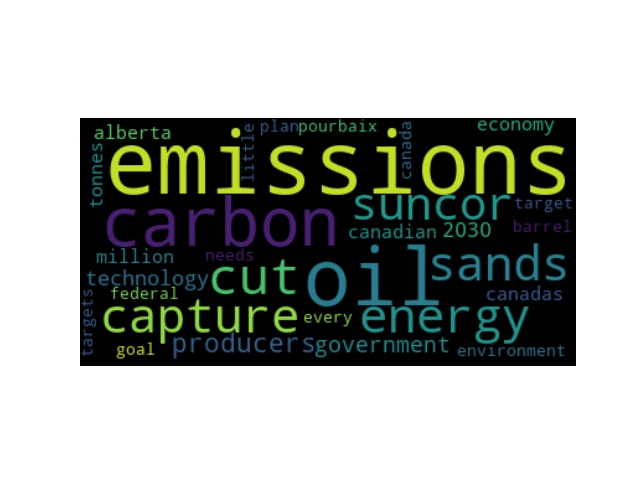 alberta little plan pourbaix canada economy
tonnes emissions
carbon suncor target
canadian 2030 barrel
million needs oil sands
technology cut
targets federal canadas
capture every energy
goal producers government environment